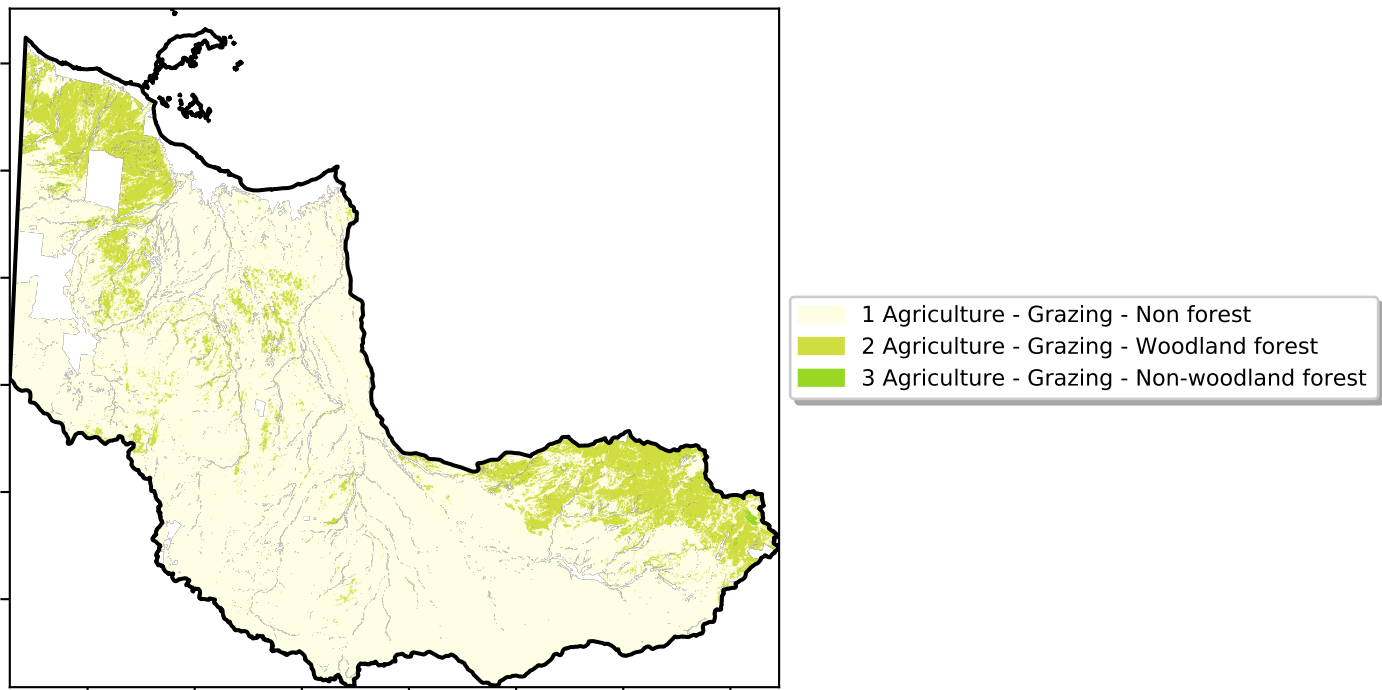 1 Agriculture - Grazing - Non forest
2 Agriculture - Grazing - Woodland forest
3 Agriculture - Grazing - Non-woodland forest